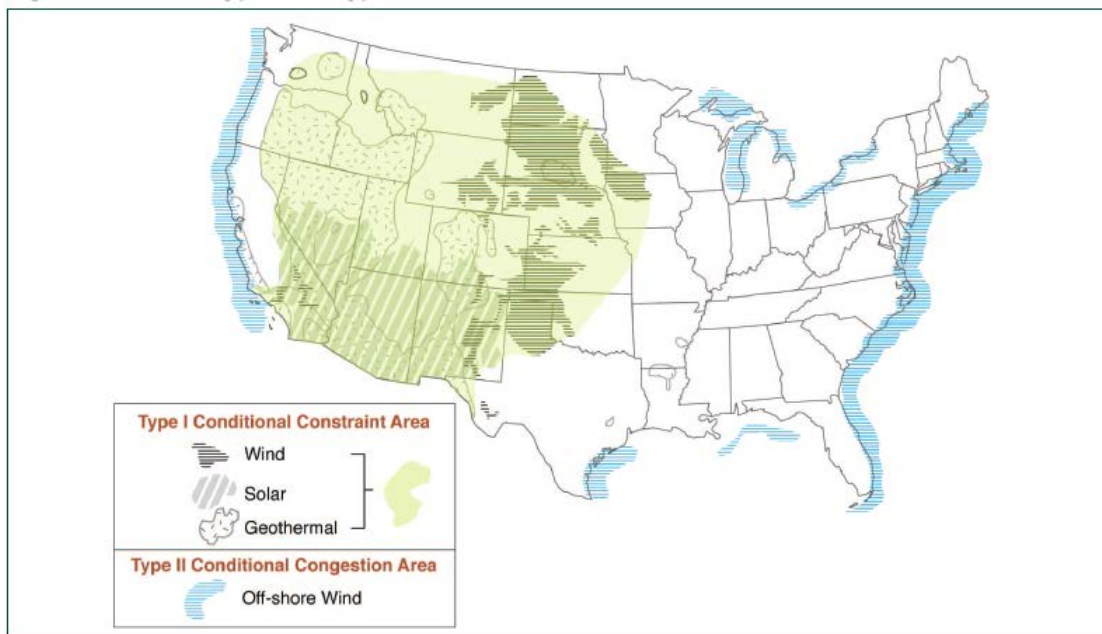 Type I Conditional Constraint Area
Wind
Solar
Geothermal
Type II Conditional Congestion Area
Off-shore Wind